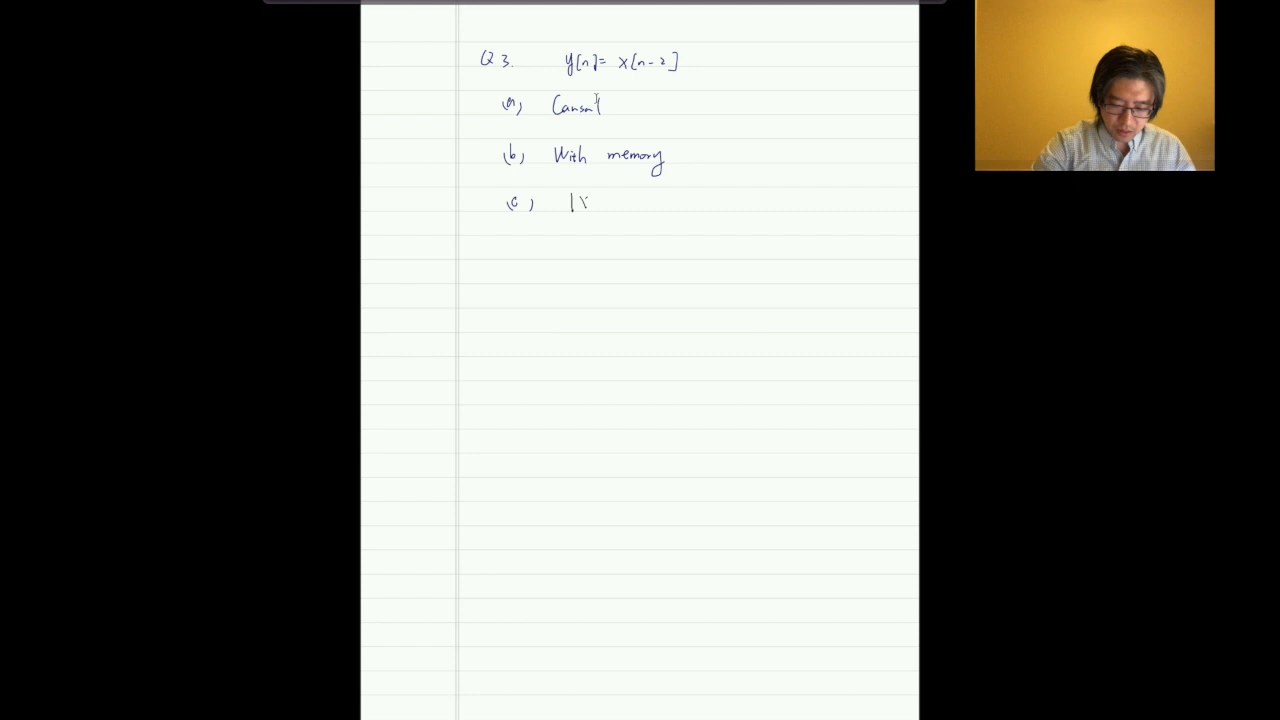 Q3. y[n]= x[n-2]
(a) Causal
(b) With memory
(c)